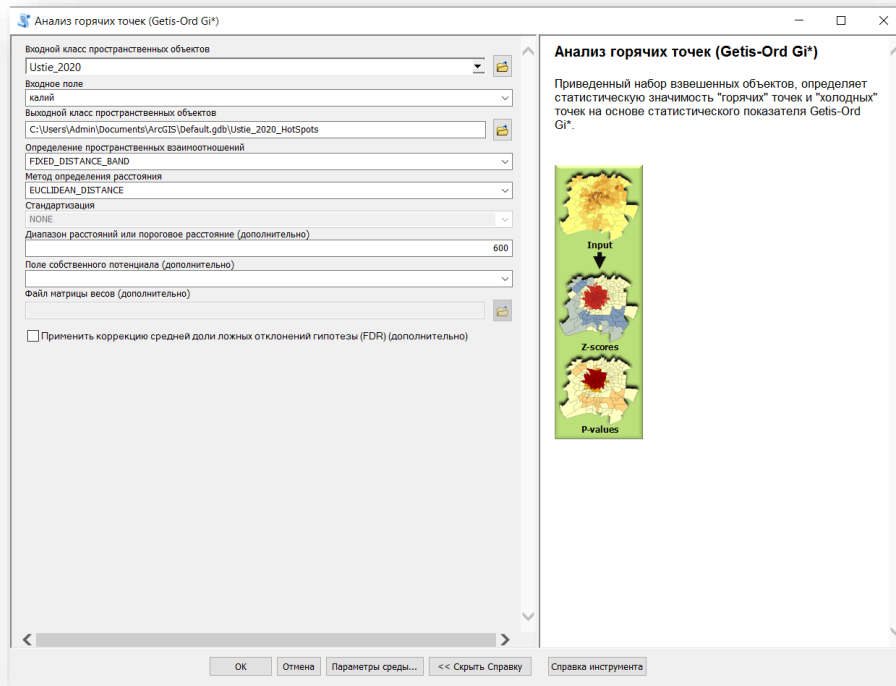 Анализ горячих точек (Getis-Ord Gi*)
Входной класс пространственных объектов
Ustie_2020
Входное поле
калий
Выходной класс пространственных объектов
C:\Users\Admin\Documents\ArcGIS\Default.gdb\Ustie_2020_HotSpots
Определение пространственных взаимоотношений
FIXED_DISTANCE_BAND
Метод определения расстояния
EUCLIDEAN_DISTANCE
Стандартизация
NONE
Диапазон расстояний или пороговое расстояние (дополнительно)
600
Поле собственного потенциала (дополнительно)
Файл матрицы весов (дополнительно)
Применить коррекцию средней доли ложных отклонений гипотезы (FDR) (дополнительно)
Анализ горячих точек (Getis-Ord Gi*)
Приведенный набор взвешенных объектов, определяет
статистическую значимость "горячих" точек и "холодных"
точек на основе статистического показателя Getis-Ord
Gi*.
Input
Z-scores
P-values
ОК
Отмена
Параметры среды...
<< Скрыть Справку
Справка инструмента